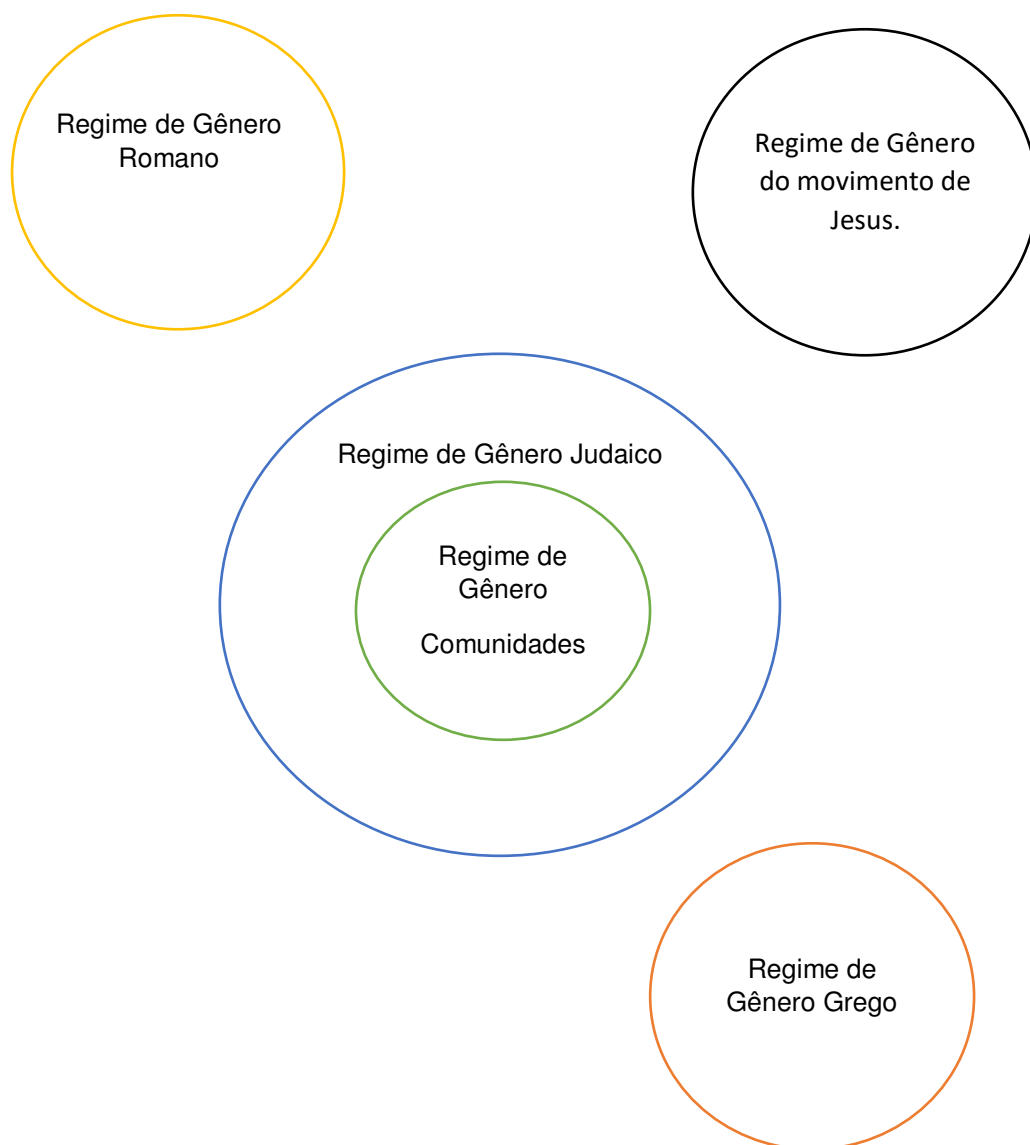 Regime de Gênero
Romano
Regime de Gênero
do movimento de
Jesus.
Regime de Gênero Judaico
Regime de
Gênero
Comunidades
Regime de
Gênero Grego